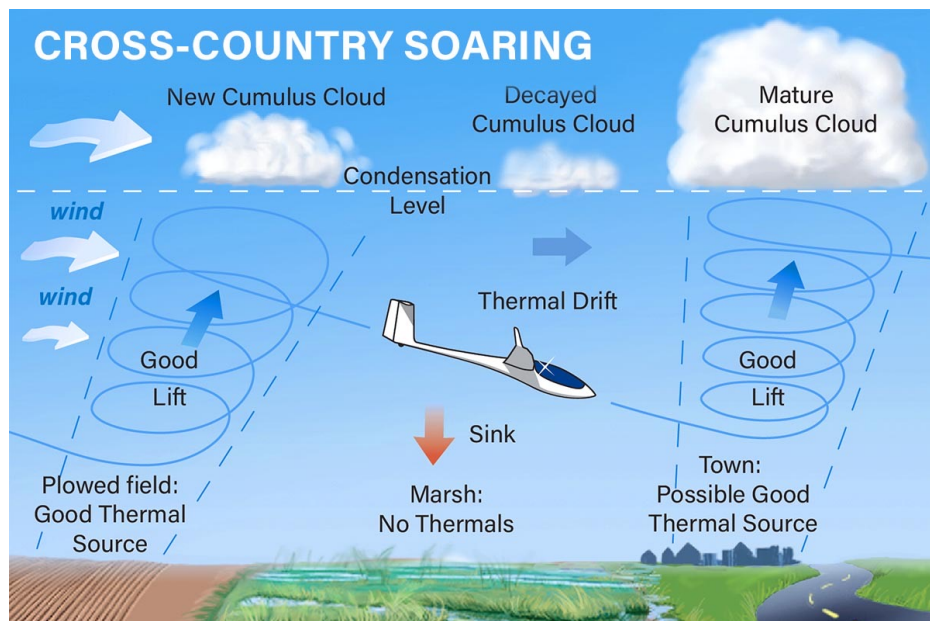 CROSS-COUNTRY SOARING
New Cumulus Cloud
Decayed
Cumulus Cloud
Mature
Cumulus Cloud
Condensation
Level
wind
wind
Thermal Drift
Good
Lift
Good
Lift
Sink
Plowed field:
Good Thermal
Source
Marsh:
No Thermals
Town:
Possible Good
Thermal Source